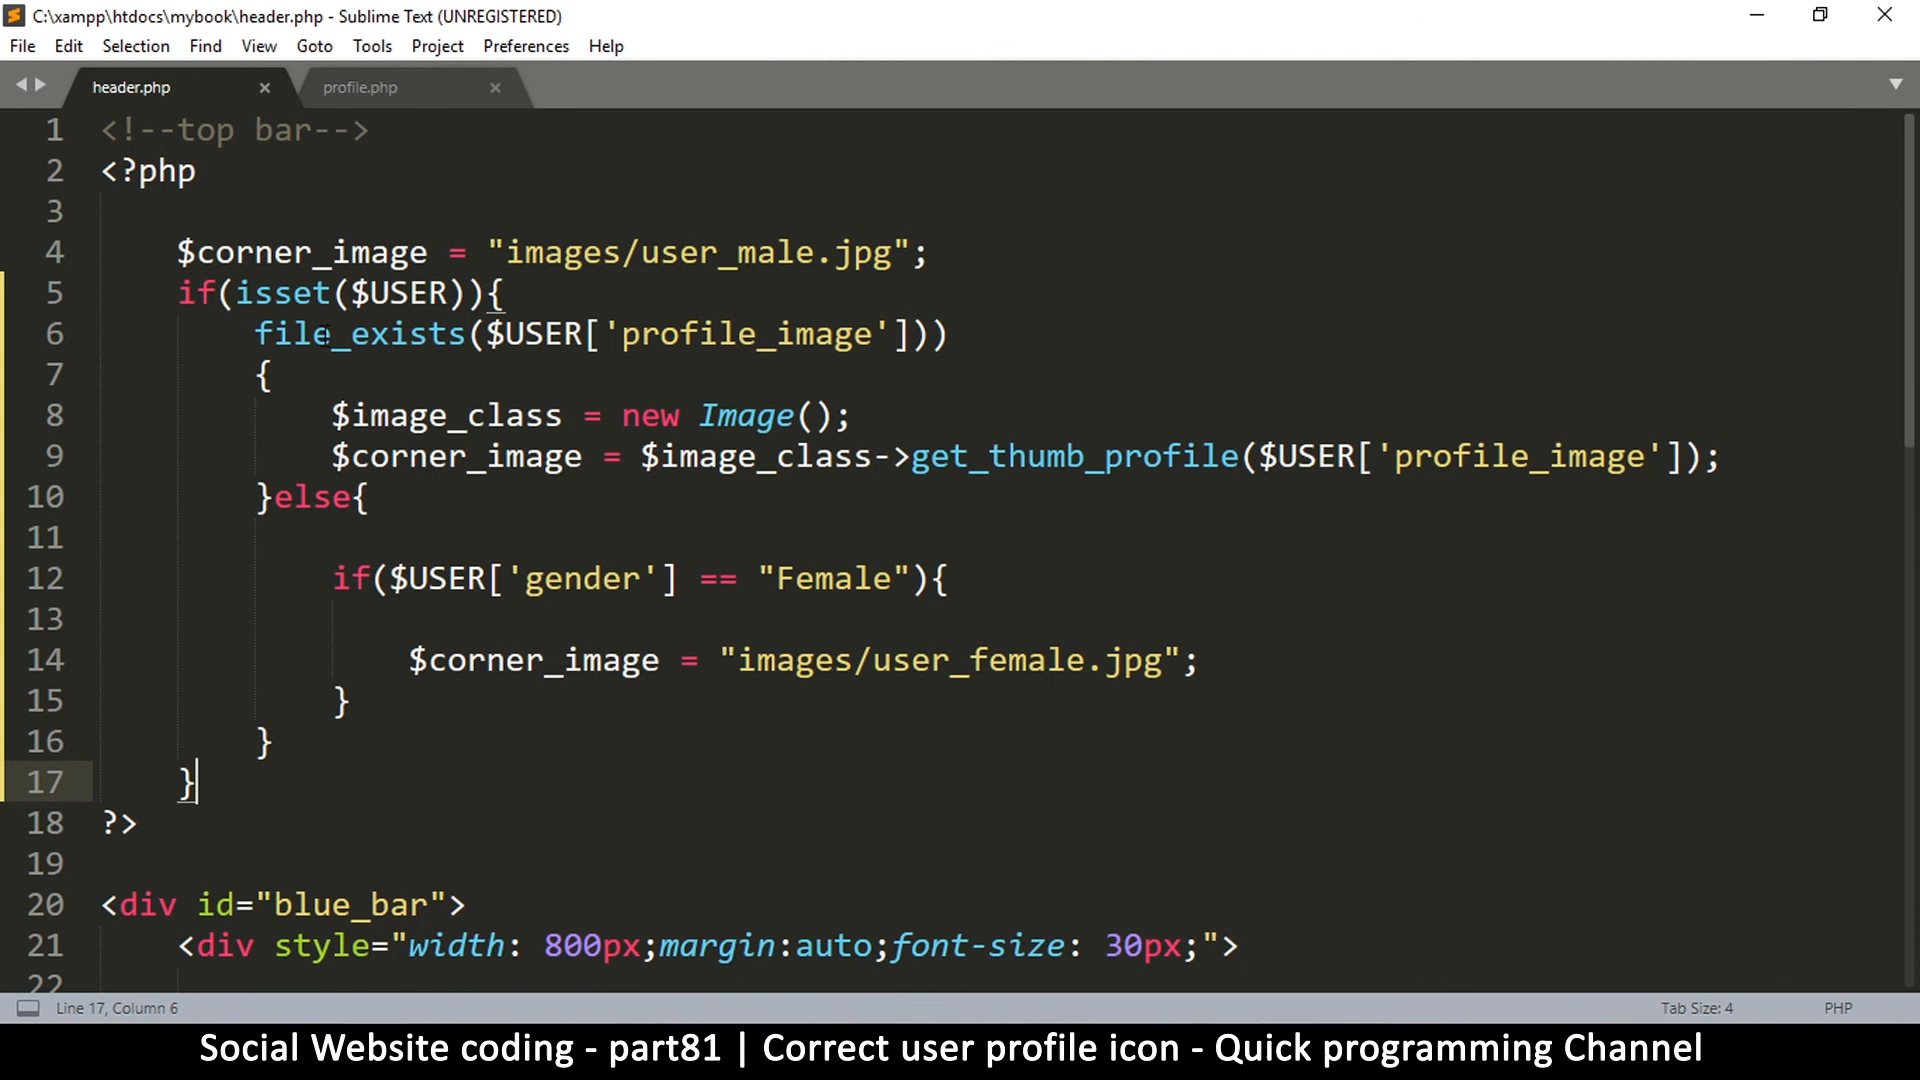 C:\xampp\htdocs\mybook\header.php - Sublime Text (UNREGISTERED)
File Edit Selection Find View Goto Tools Project Preferences Help
header.php × profile.php ×
1 <!--top bar-->
2 <?php
3
4 $corner_image = "images/user_male.jpg";
5 if(isset($USER)){
6 file_exists($USER['profile_image']))
7 {
8 $image_class = new Image();
9 $corner_image = $image_class->get_thumb_profile($USER['profile_image']);
10 }else{
11
12 if($USER['gender'] == "Female"){
13
14 $corner_image = "images/user_female.jpg";
15 }
16 }
17 }
18 ?>
19
20 <div id="blue_bar">
21 <div style="width: 800px;margin:auto;font-size: 30px;">
22
Line 17, Column 6 Tab Size: 4 PHP
Social Website coding - part81 | Correct user profile icon - Quick programming Channel